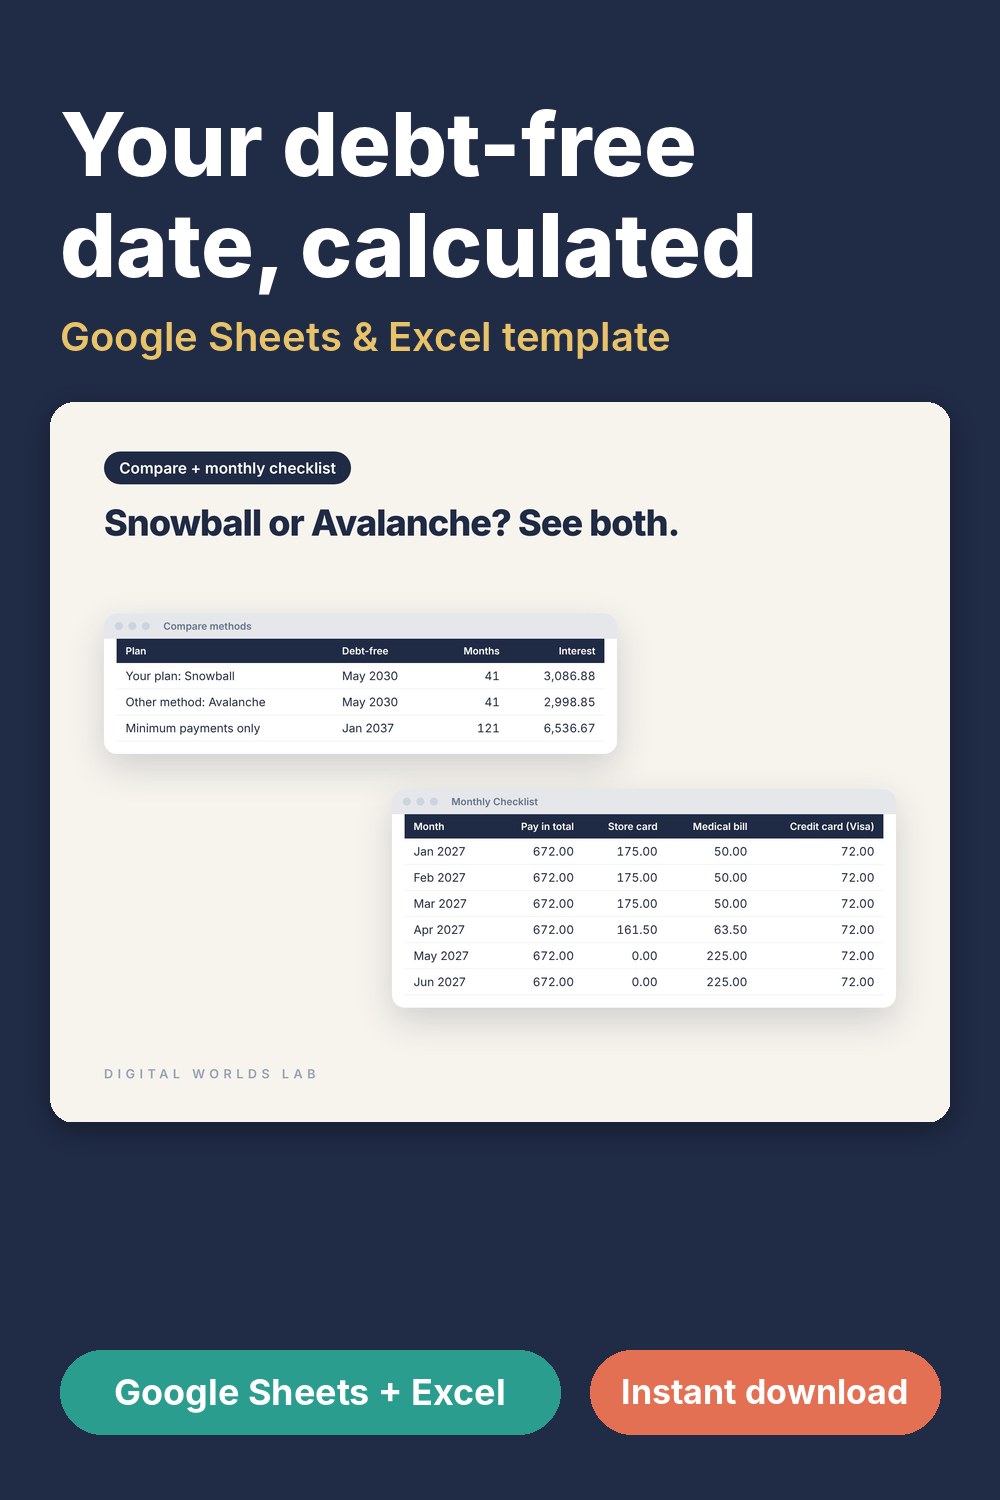 Your debt-free
date, calculated
Google Sheets & Excel template
Compare + monthly checklist
Snowball or Avalanche? See both.
Compare methods
Plan Debt-free Months Interest
Your plan: Snowball May 2030 41 3,086.88
Other method: Avalanche May 2030 41 2,998.85
Minimum payments only Jan 2037 121 6,536.67
Monthly Checklist
Month Pay in total Store card Medical bill Credit card (Visa)
Jan 2027 672.00 175.00 50.00 72.00
Feb 2027 672.00 175.00 50.00 72.00
Mar 2027 672.00 175.00 50.00 72.00
Apr 2027 672.00 161.50 63.50 72.00
May 2027 672.00 0.00 225.00 72.00
Jun 2027 672.00 0.00 225.00 72.00
DIGITAL WORLDS LAB
Google Sheets + Excel
Instant download